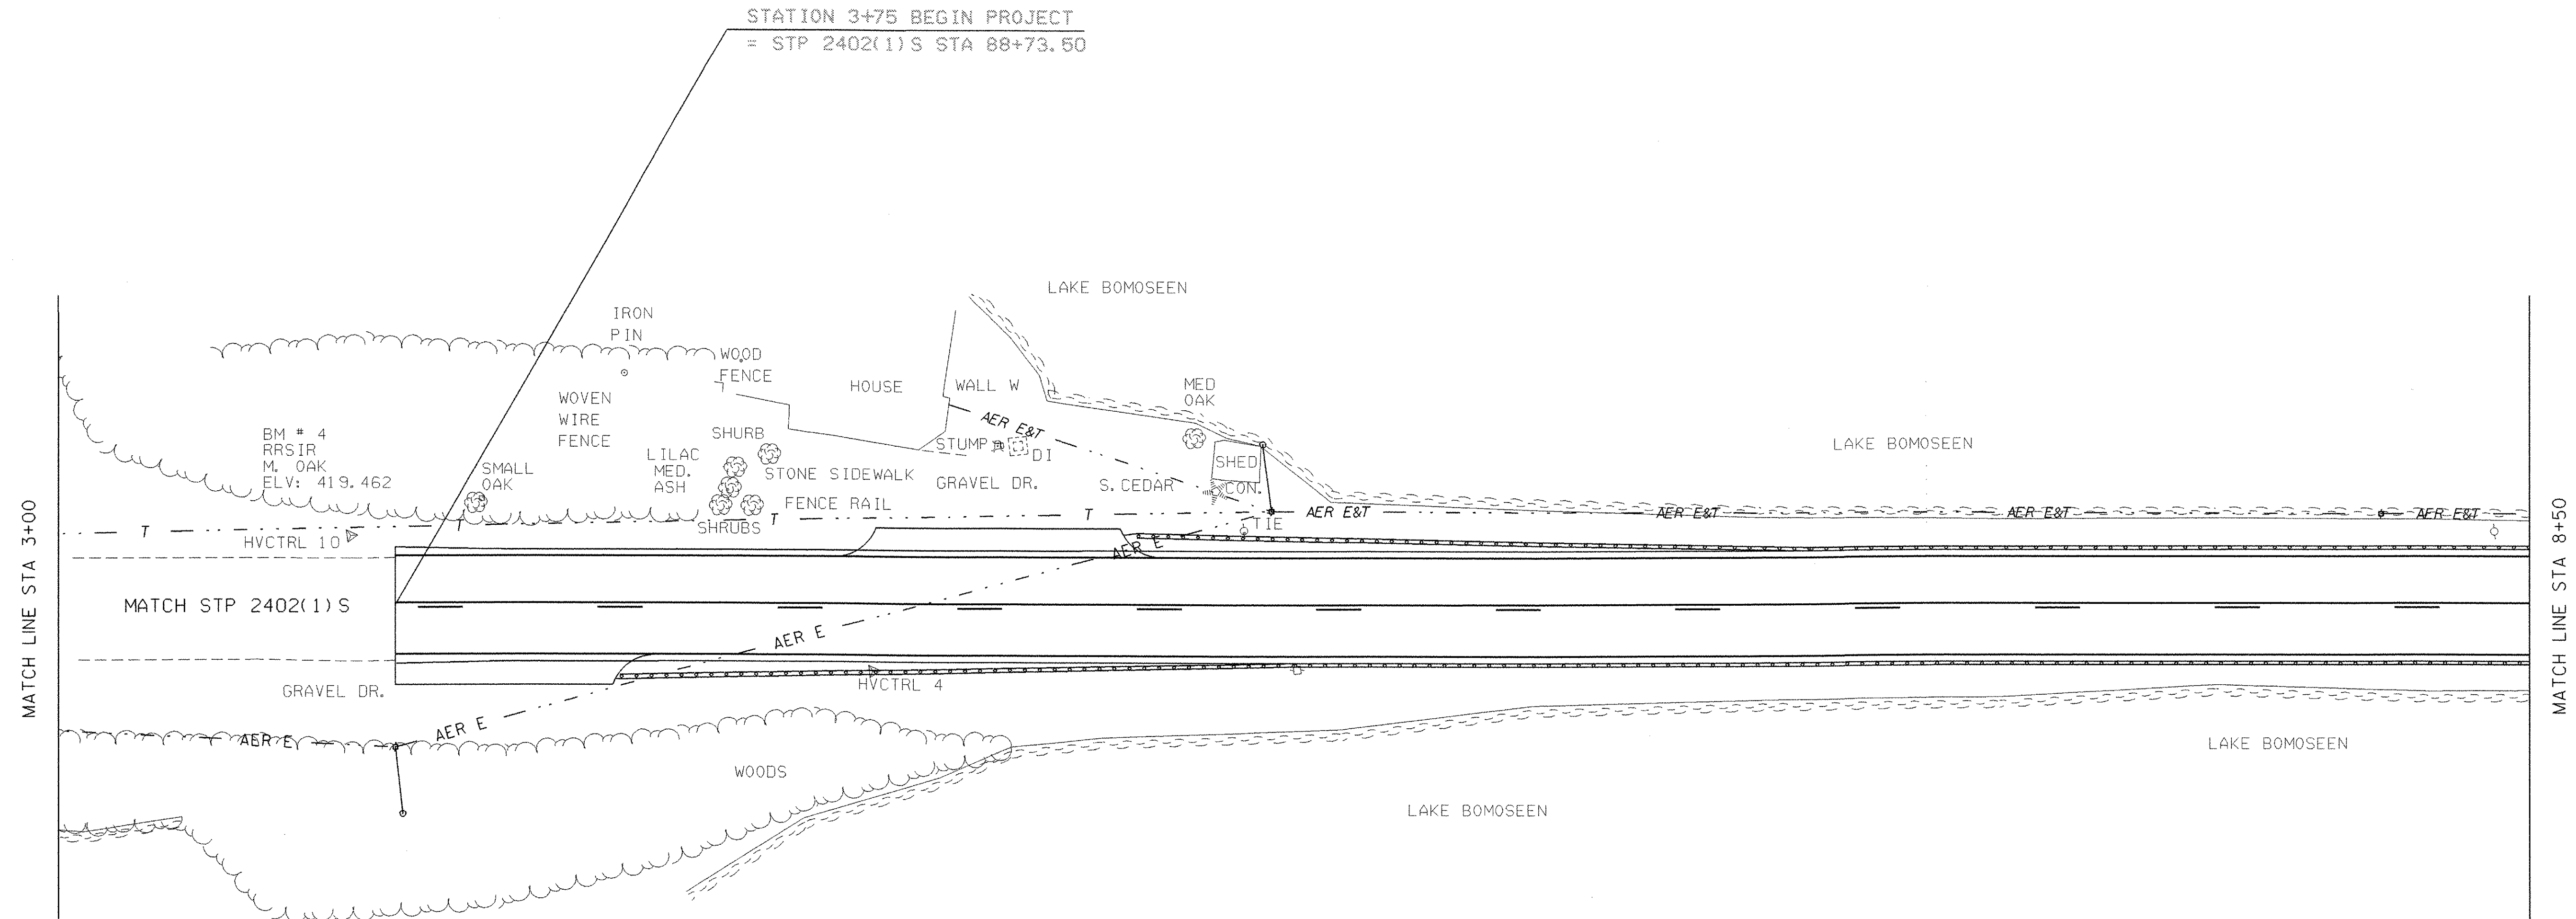 STATION 3+75 BEGIN PROJECT
= STP 2402(1)S STA 88+73.50
LAKE BOMOSEEN
IRON
PIN
WOOD
FENCE
HOUSE
WALL W
MED
OAK
WOVEN
WIRE
FENCE
AER E&T
BM # 4
RRSIR
M. OAK
ELV: 419.462
SHURB
STUMP
DI
LAKE BOMOSEEN
SMALL
OAK
LILAC
MED.
ASH
STONE SIDEWALK
GRAVEL DR.
S.CEDAR
SHED
CON.
FENCE RAIL
SHRUBS
T
T
T
T
AER E&T
AER E&T
AER E&T
AER E&T
TIE
HVCTRL 10
AER E
MATCH LINE STA 3+00
MATCH STP 2402(1)S
MATCH LINE STA 8+50
AER E
HVCTRL 4
GRAVEL DR.
AER E
AER E
WOODS
LAKE BOMOSEEN
LAKE BOMOSEEN